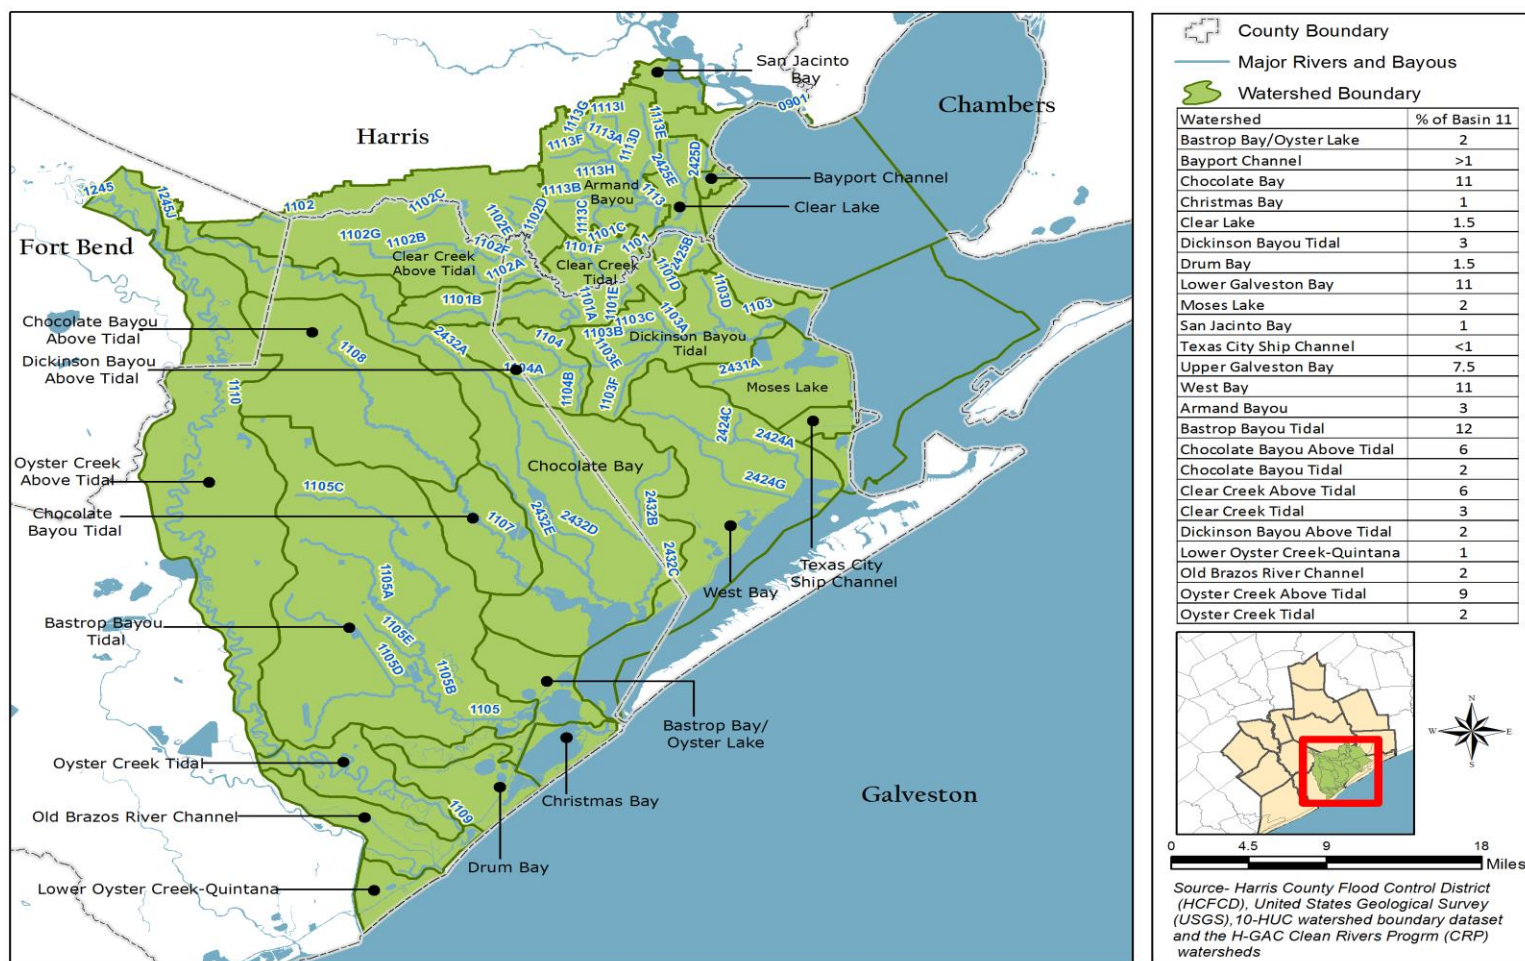 San Jacinto
Bay
Chambers
Harris
0901
1113G
1113I
1113A
1113F
1113D
1113E
2425D
2425E
1113H
1113B
Armand
Bayou
1113
1113C
Bayport Channel
Clear Lake
1245
1245J
Fort Bend
1102
1102C
1102E
1102D
1102G
1102B
1102F
1102A
Clear Creek
Above Tidal
1101C
1101F
1101
Clear Creek
Tidal
2425B
1101D
1101B
1101A
1101E
1103D
1103
1103C
1103A
1103B
Dickinson Bayou
Tidal
1103E
1103F
Chocolate Bayou
Above Tidal
Dickinson Bayou
Above Tidal
1108
2432A
1104
1104A
1104B
1110
2431A
Moses Lake
2424C
2424A
2424G
Oyster Creek
Above Tidal
Chocolate Bay
1105C
Chocolate
Bayou Tidal
1107
2432E
2432D
2432B
2432C
Texas City
Ship Channel
West Bay
1105A
Bastrop Bayou
Tidal
1105E
1105D
1105B
1105
Bastrop Bay/
Oyster Lake
Oyster Creek Tidal
Christmas Bay
Galveston
Old Brazos River Channel
1109
Drum Bay
Lower Oyster Creek-Quintana
County Boundary
Major Rivers and Bayous
Watershed Boundary
Watershed % of Basin 11
Bastrop Bay/Oyster Lake 2
Bayport Channel >1
Chocolate Bay 11
Christmas Bay 1
Clear Lake 1.5
Dickinson Bayou Tidal 3
Drum Bay 1.5
Lower Galveston Bay 11
Moses Lake 2
San Jacinto Bay 1
Texas City Ship Channel <1
Upper Galveston Bay 7.5
West Bay 11
Armand Bayou 3
Bastrop Bayou Tidal 12
Chocolate Bayou Above Tidal 6
Chocolate Bayou Tidal 2
Clear Creek Above Tidal 6
Clear Creek Tidal 3
Dickinson Bayou Above Tidal 2
Lower Oyster Creek-Quintana 1
Old Brazos River Channel 2
Oyster Creek Above Tidal 9
Oyster Creek Tidal 2
N
W E
S
0 4.5 9 18
Miles
Source- Harris County Flood Control District
(HCFCD), United States Geological Survey
(USGS),10-HUC watershed boundary dataset
and the H-GAC Clean Rivers Progrm (CRP)
watersheds